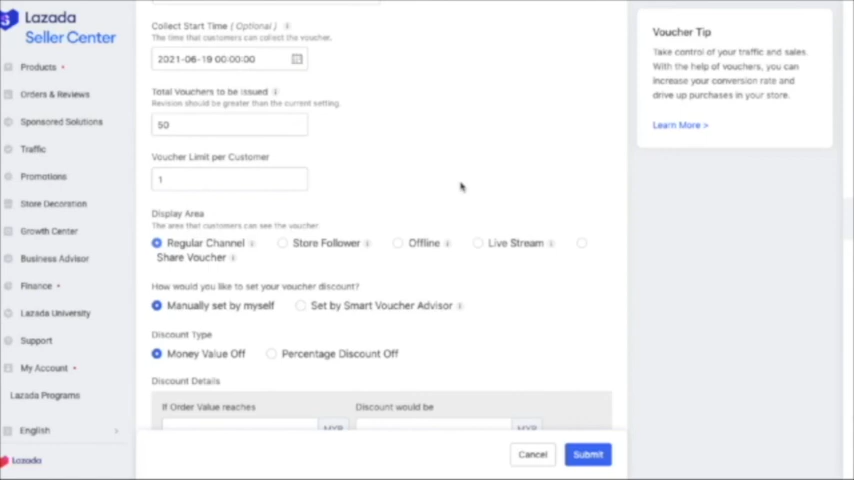 Lazada
Seller Center
Products
Orders & Reviews
Sponsored Solutions
Traffic
Promotions
Store Decoration
Growth Center
Business Advisor
Finance
Lazada University
Support
My Account
Lazada Programs
English
Lazada
Collect Start Time ( Optional )
The time that customers can collect the voucher.
2021-06-19 00:00:00
Total Vouchers to be issued
Revision should be greater than the current setting.
50
Voucher Limit per Customer
1
Display Area
The area that customers can see the voucher
Regular Channel Store Follower Offline Live Stream
Share Voucher
How would you like to set your voucher discount?
Manually set by myself Set by Smart Voucher Advisor
Discount Type
Money Value Off Percentage Discount Off
Discount Details
If Order Value reaches Discount would be
MYR MYR
Cancel Submit
Voucher Tip
Take control of your traffic and sales.
With the help of vouchers, you can
increase your conversion rate and
drive up purchases in your store.
Learn More >